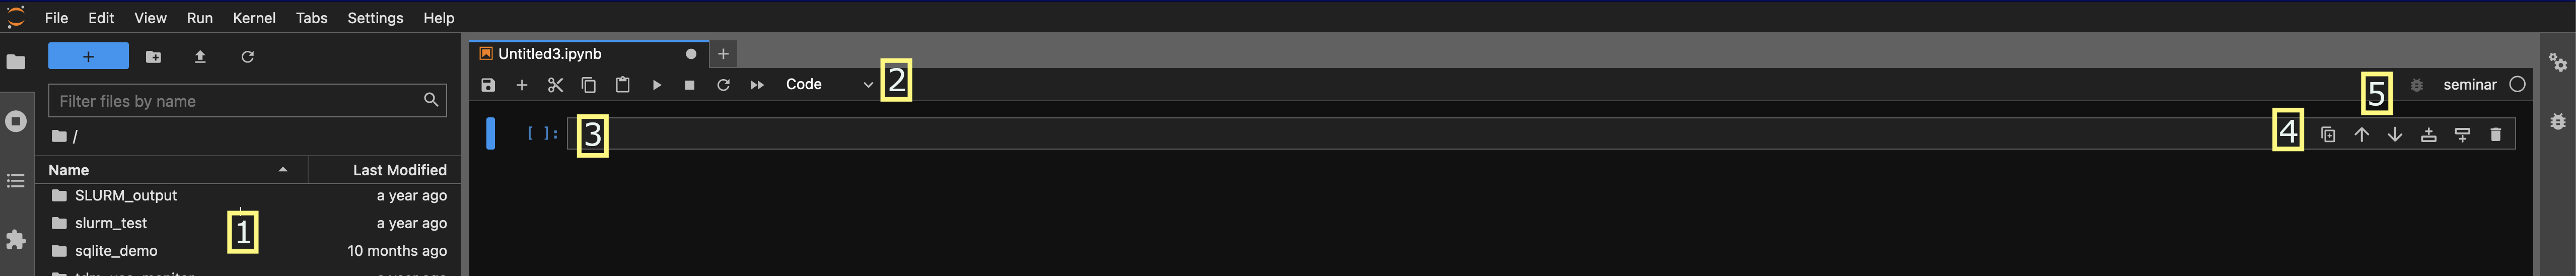 File Edit View Run Kernel Tabs Settings Help
Untitled3.ipynb
Code
2
5
seminar
Filter files by name
/
[ ]:
3
4
Name Last Modified
SLURM_output a year ago
slurm_test a year ago
1
sqlite_demo 10 months ago